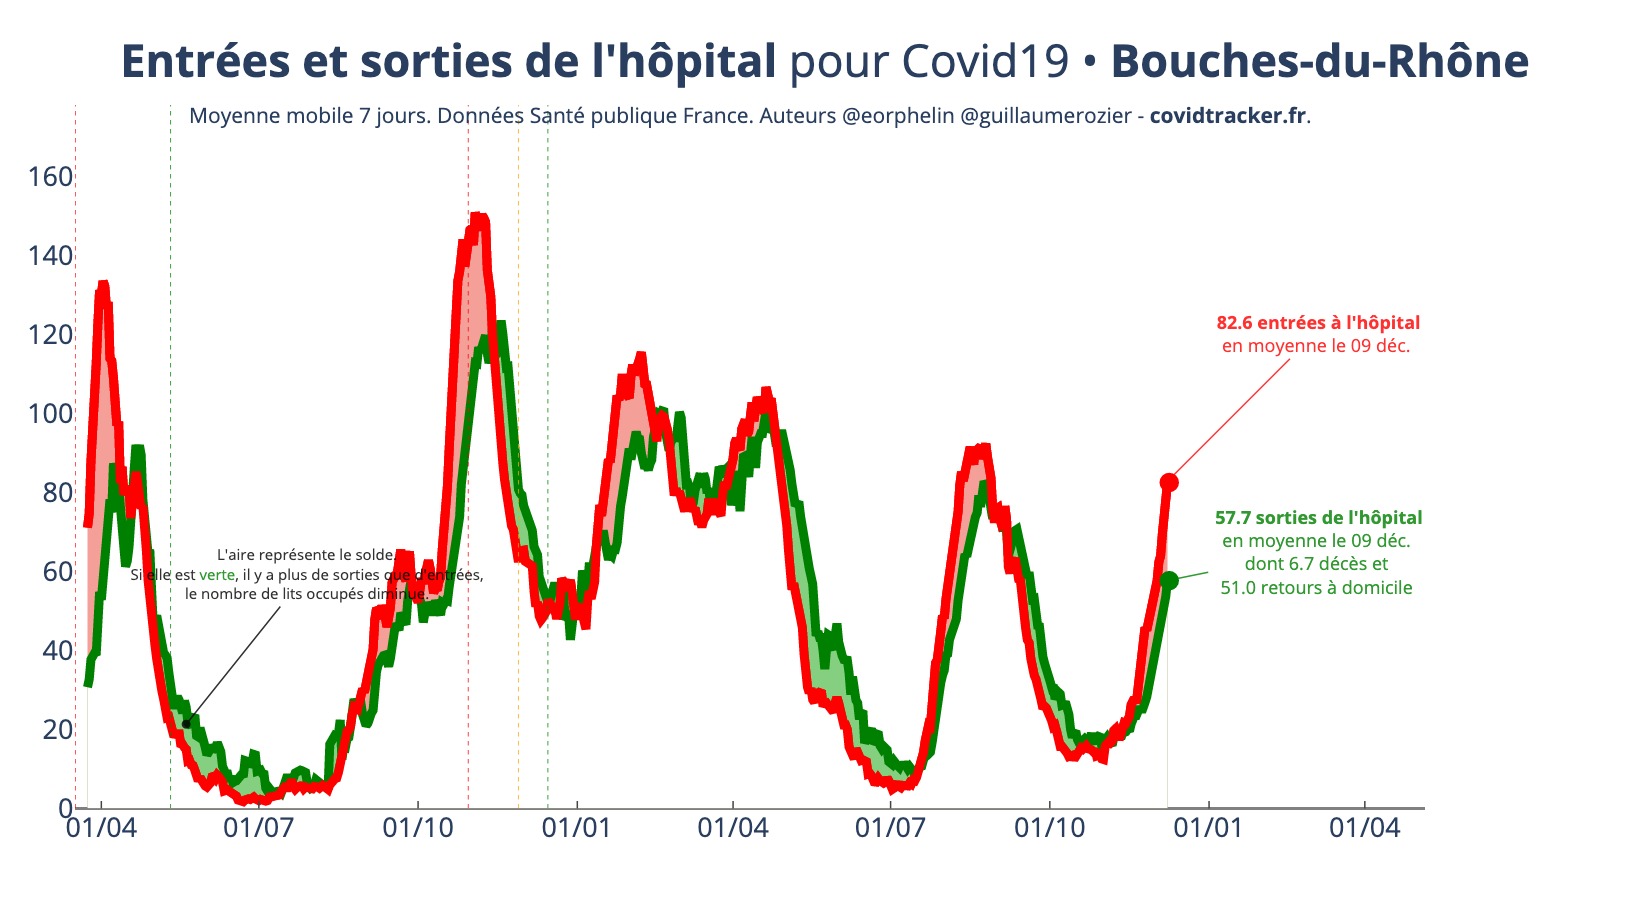 Entrées et sorties de l'hôpital pour Covid19 • Bouches-du-Rhône
Moyenne mobile 7 jours. Données Santé publique France. Auteurs @eorphelin @guillaumerozier - covidtracker.fr.
160
140
120
100
80
60
40
20
0
82.6 entrées à l'hôpital
en moyenne le 09 déc.
57.7 sorties de l'hôpital
en moyenne le 09 déc.
dont 6.7 décès et
51.0 retours à domicile
L'aire représente le solde.
Si elle est verte, il y a plus de sorties que d'entrées,
le nombre de lits occupés diminue.
01/04 01/07 01/10 01/01 01/04 01/07 01/10 01/01 01/04